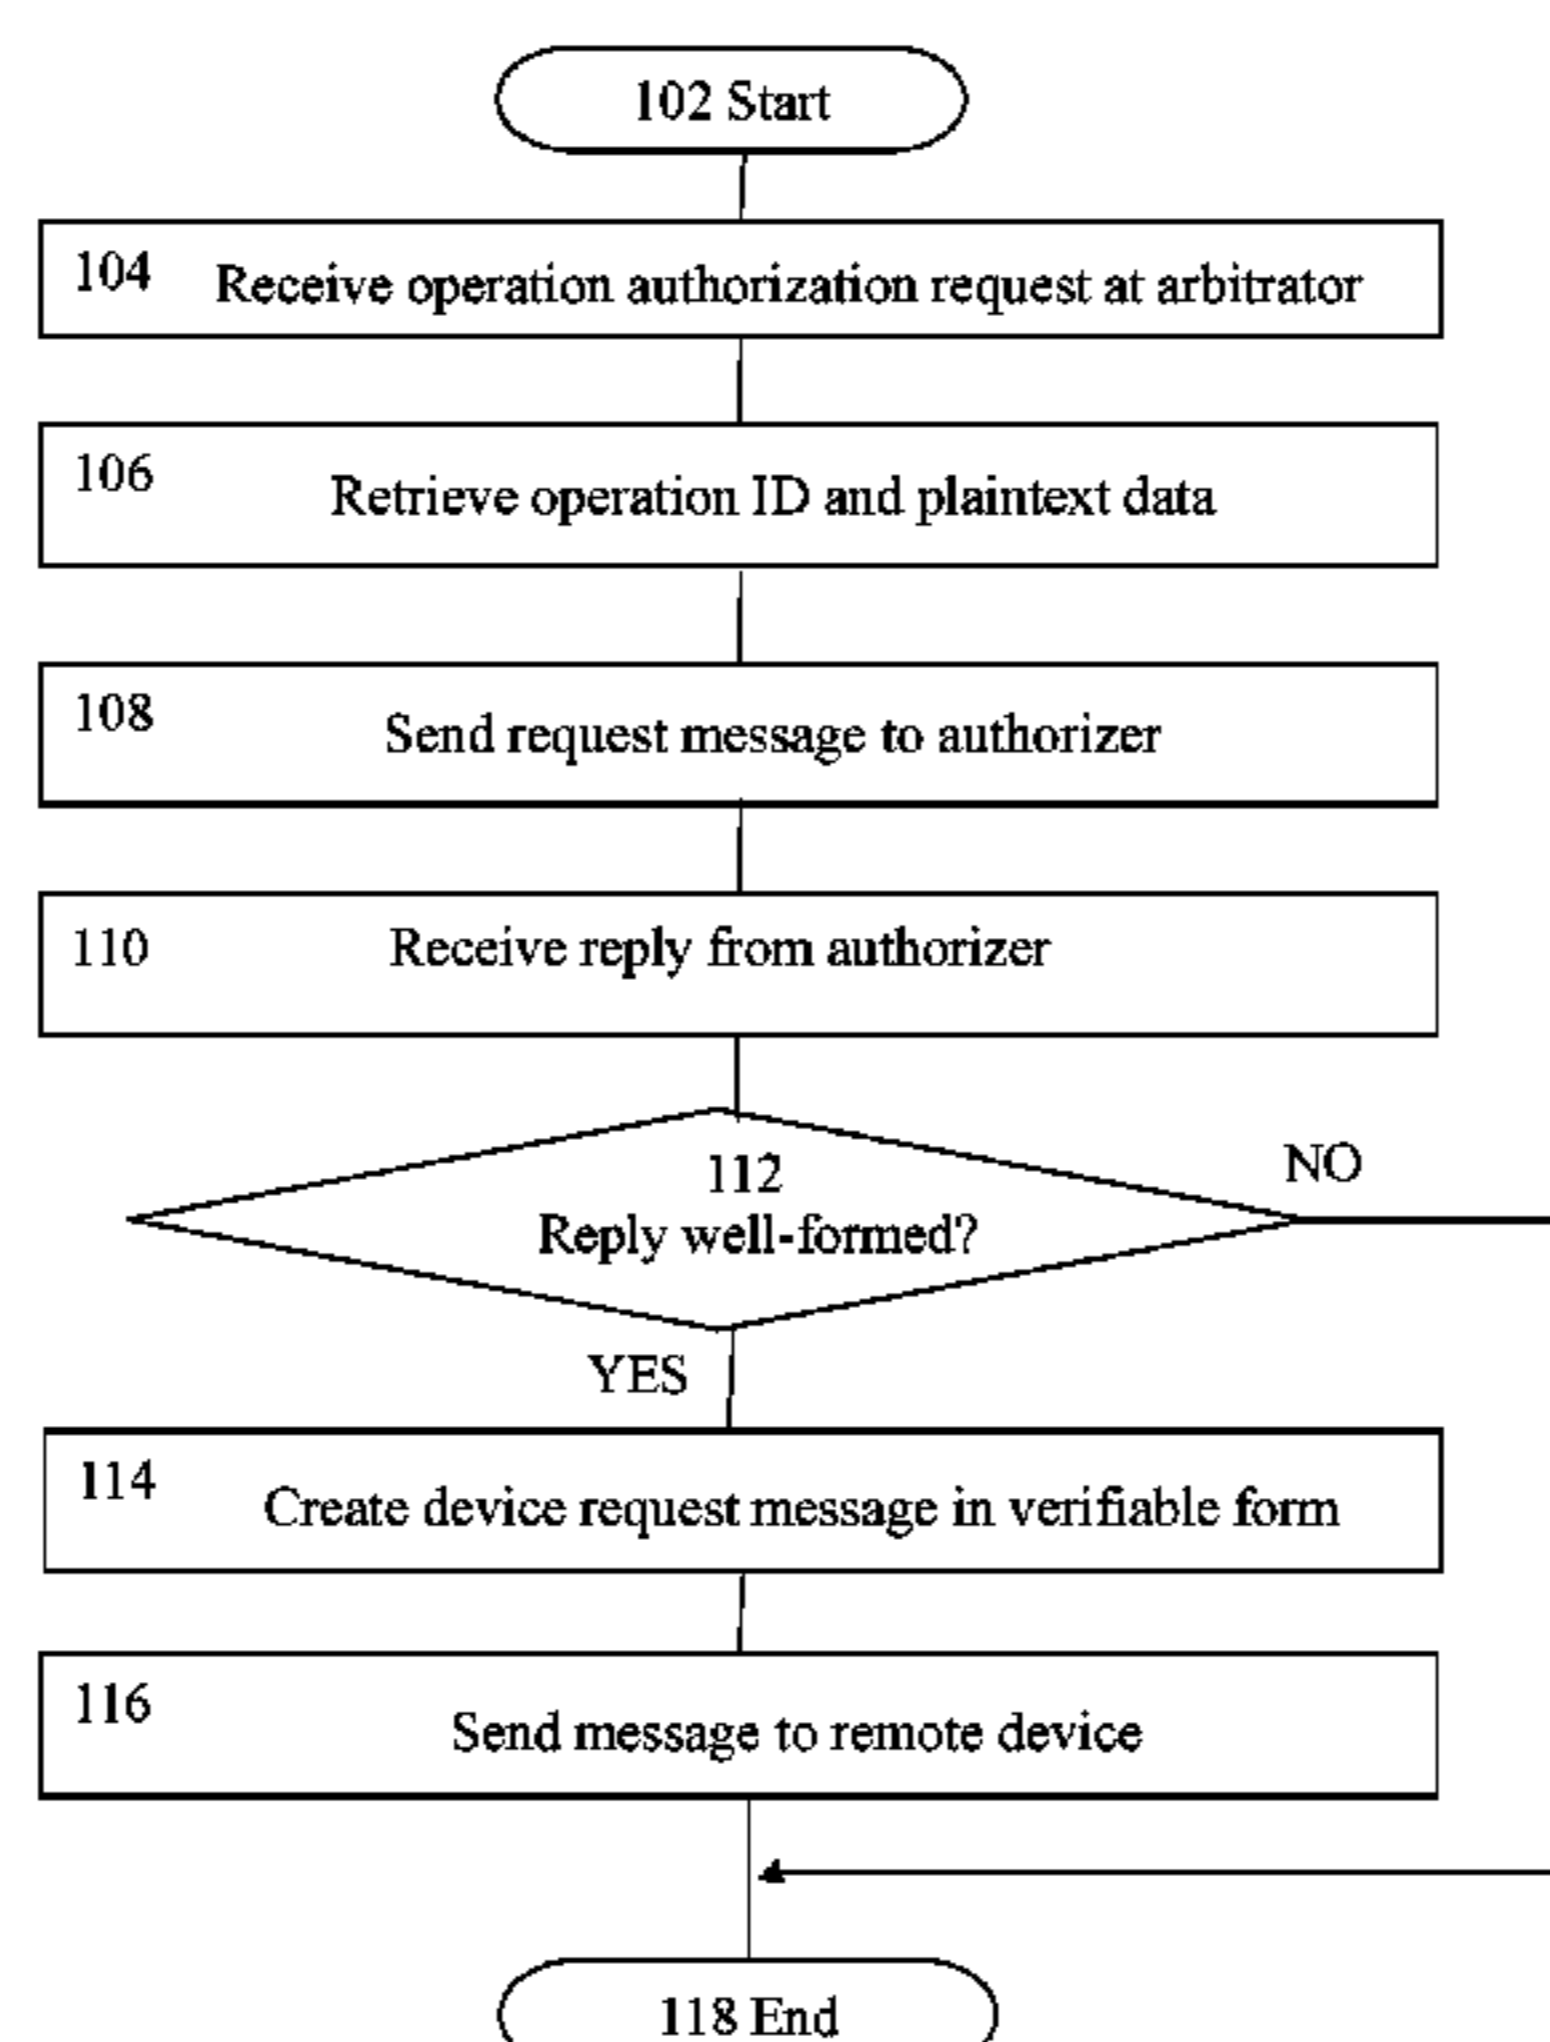 102 Start
104 Receive operation authorization request at arbitrator
106 Retrieve operation ID and plaintext data
108 Send request message to authorizer
110 Receive reply from authorizer
112
Reply well-formed?
NO
YES
114 Create device request message in verifiable form
116 Send message to remote device
118 End